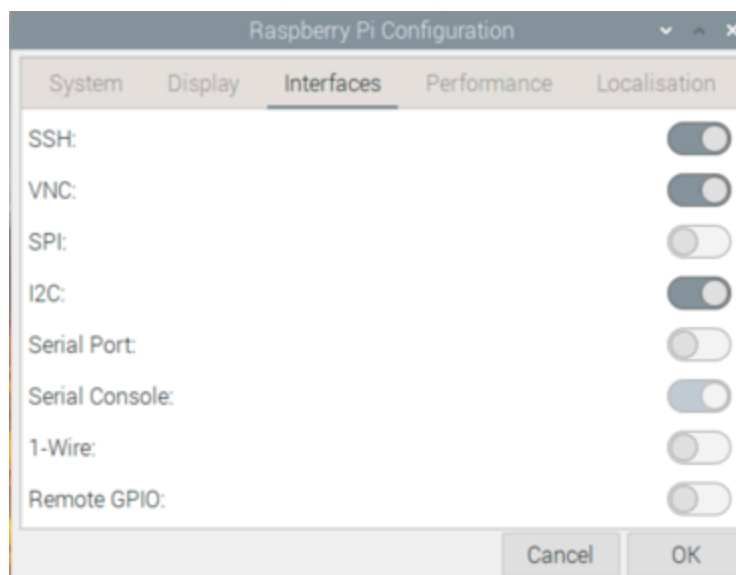 Raspberry Pi Configuration
System Display Interfaces Performance Localisation
SSH:
VNC:
SPI:
I2C:
Serial Port:
Serial Console:
1-Wire:
Remote GPIO:
Cancel OK